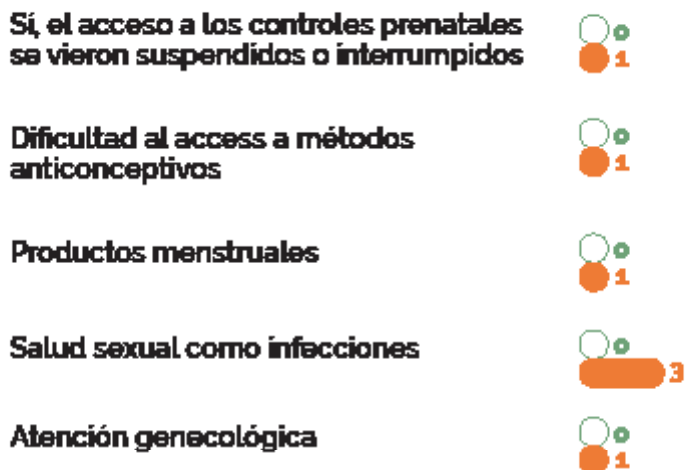 Sí, el acceso a los controles prenatales
se vieron suspendidos o interrumpidos
0
1
Dificultad al access a métodos
anticonceptivos
0
1
Productos menstruales
0
1
Salud sexual como infecciones
0
3
Atención genecológica
0
1